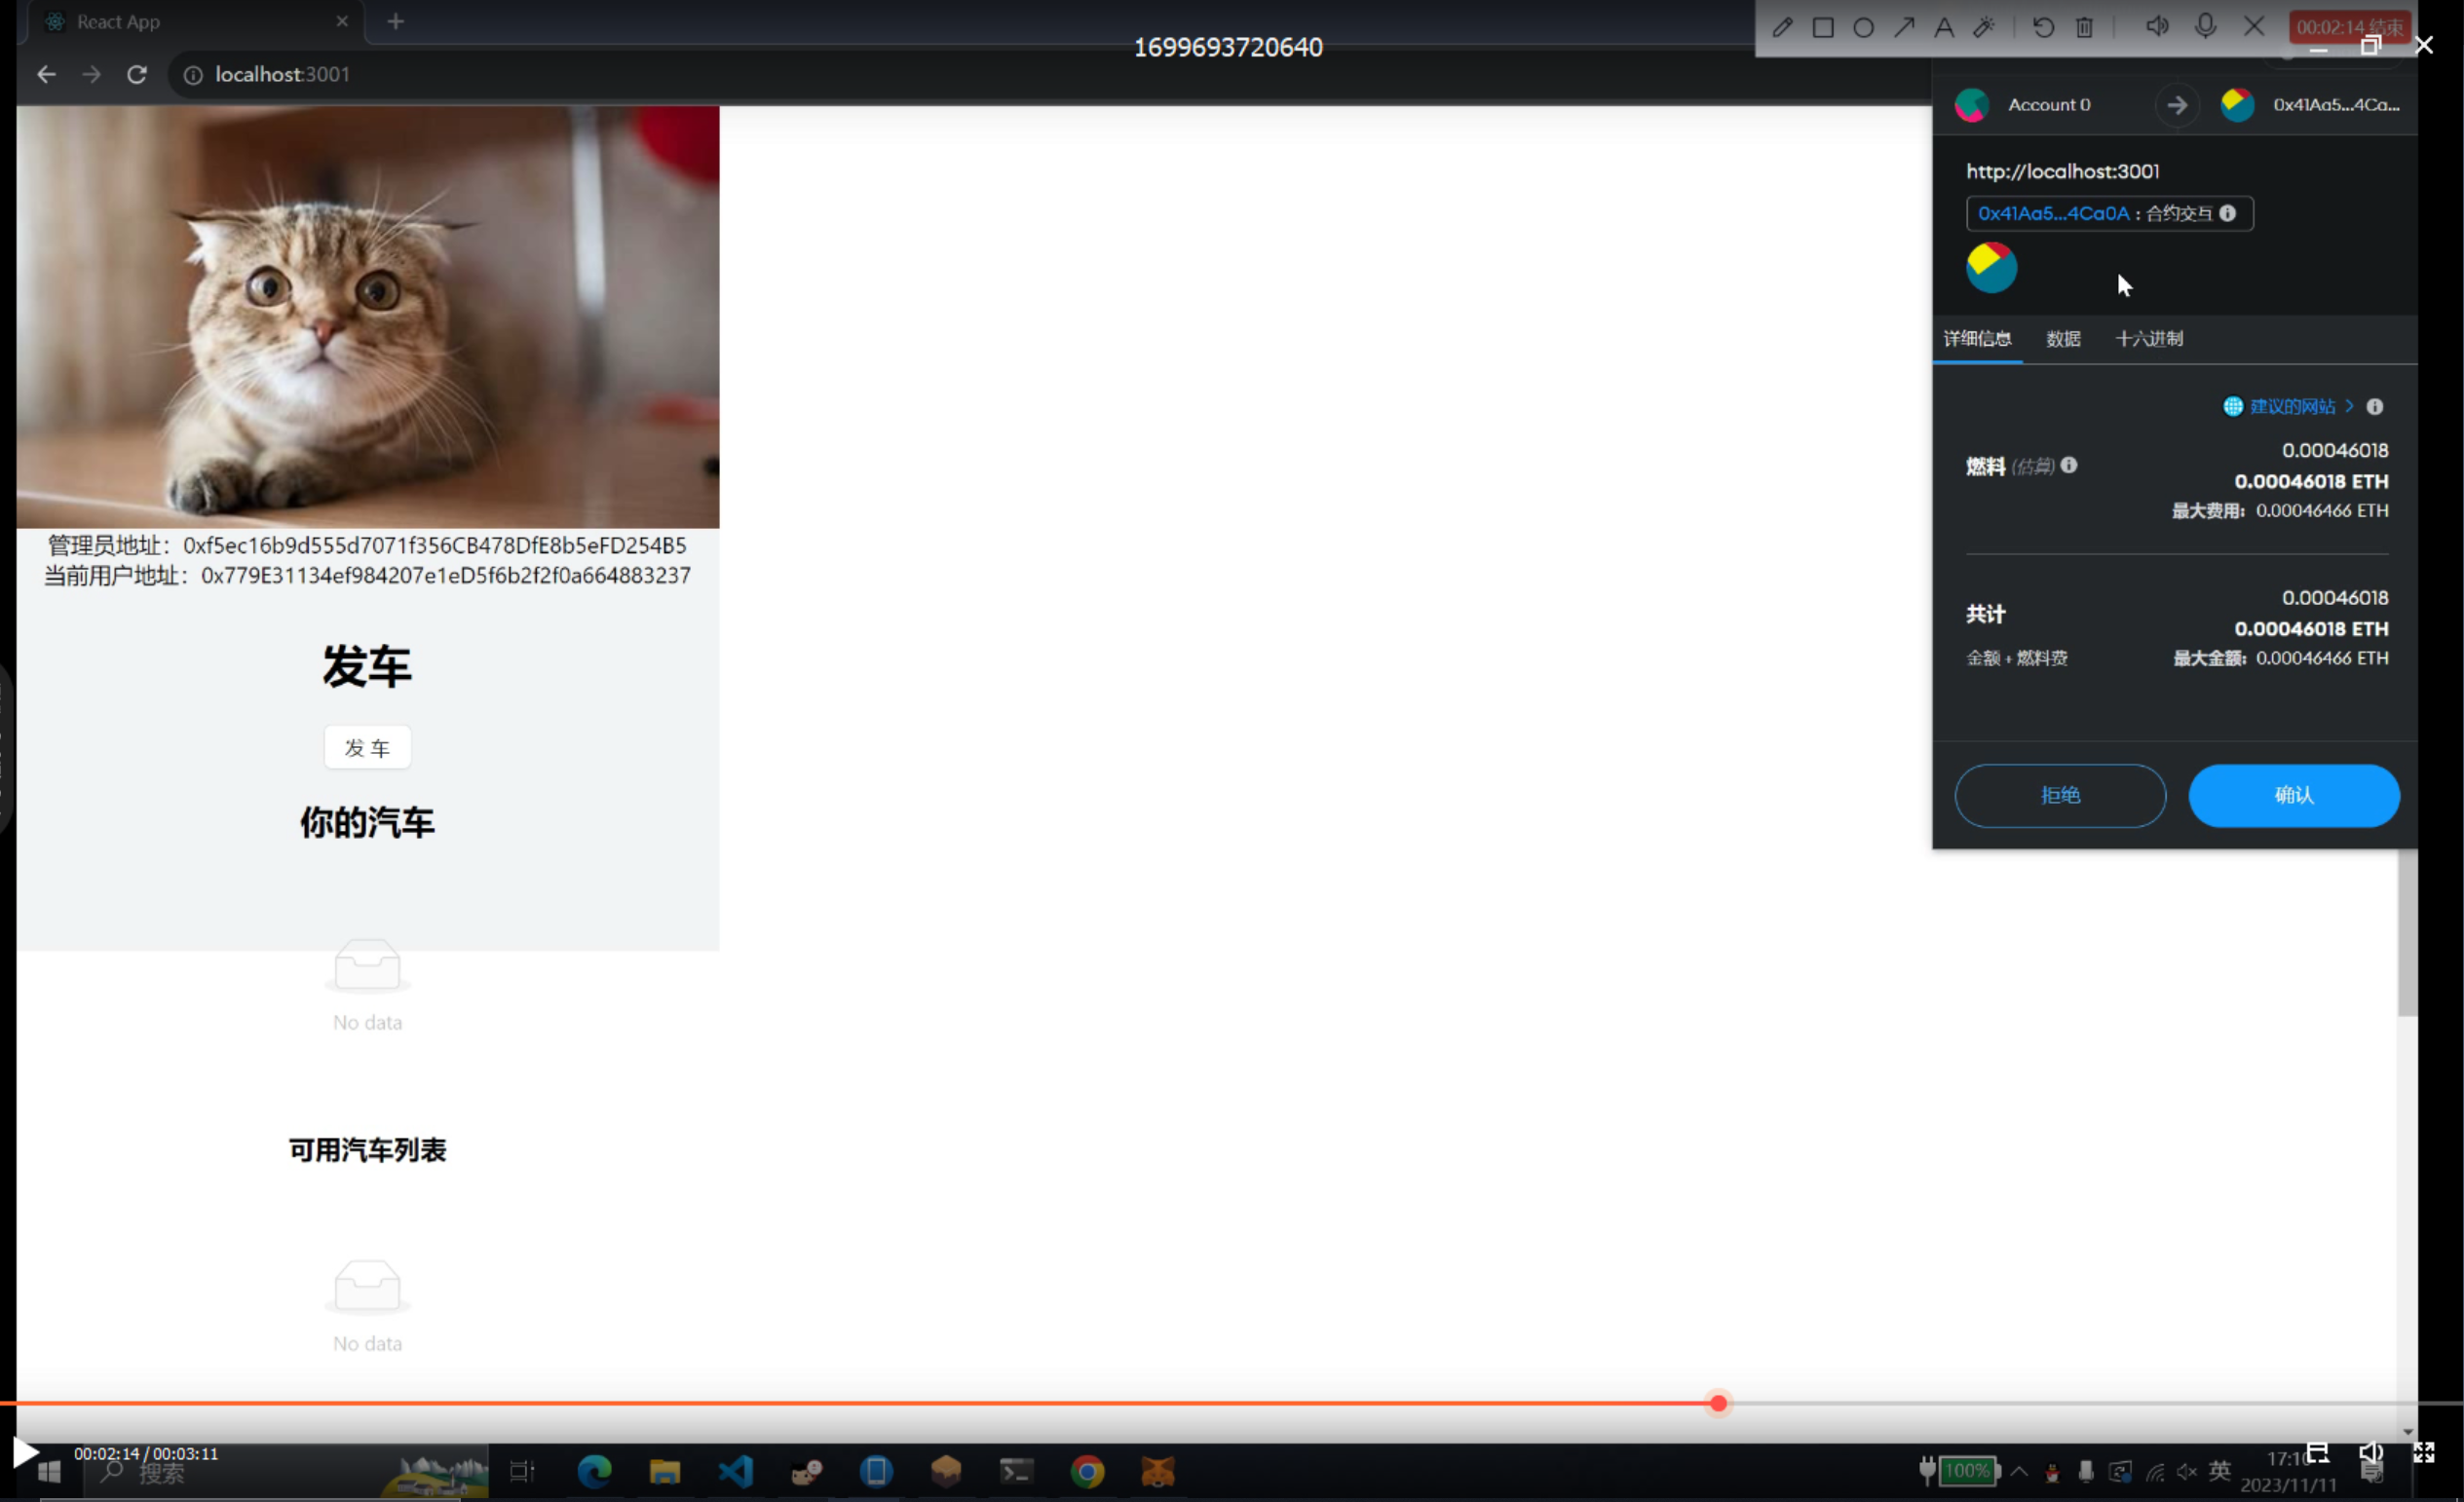 React App
1699693720640
00:02:14 结束
localhost:3001
Account 0
0x41Aa5...4Ca...
http://localhost:3001
0x41Aa5...4Ca0A : 合约交互
详细信息 数据 十六进制
建议的网站 >
燃料 (估算)
0.00046018
0.00046018 ETH
最大费用: 0.00046466 ETH
共计
0.00046018
0.00046018 ETH
金额 + 燃料费
最大金额: 0.00046466 ETH
拒绝
确认
管理员地址：0xf5ec16b9d555d7071f356CB478DfE8b5eFD254B5
当前用户地址：0x779E31134ef984207e1eD5f6b2f2f0a664883237
发车
发 车
你的汽车
No data
可用汽车列表
No data
00:02:14 / 00:03:11
搜索
100%
英
2023/11/11